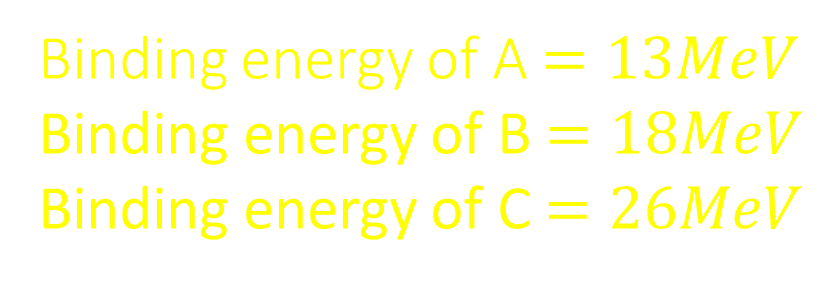 Binding energy of A = 13MeV
Binding energy of B = 18MeV
Binding energy of C = 26MeV